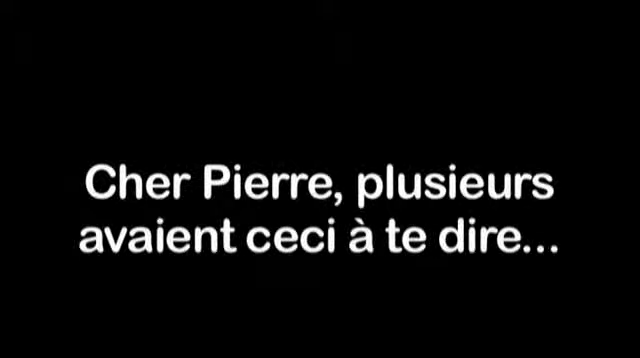 Cher Pierre, plusieurs
avaient ceci à te dire...